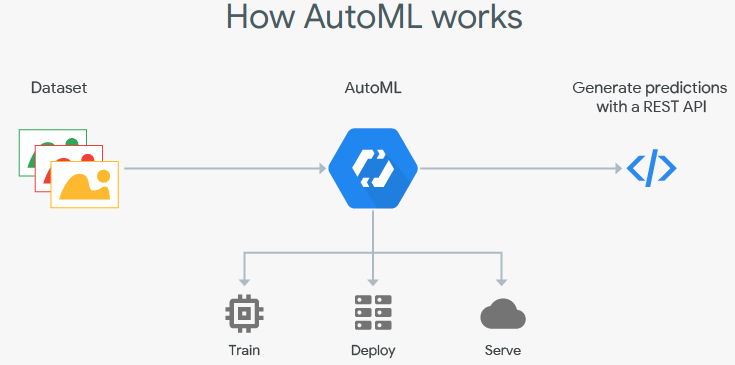 How AutoML works
Dataset
AutoML
Generate predictions
with a REST API
Train
Deploy
Serve